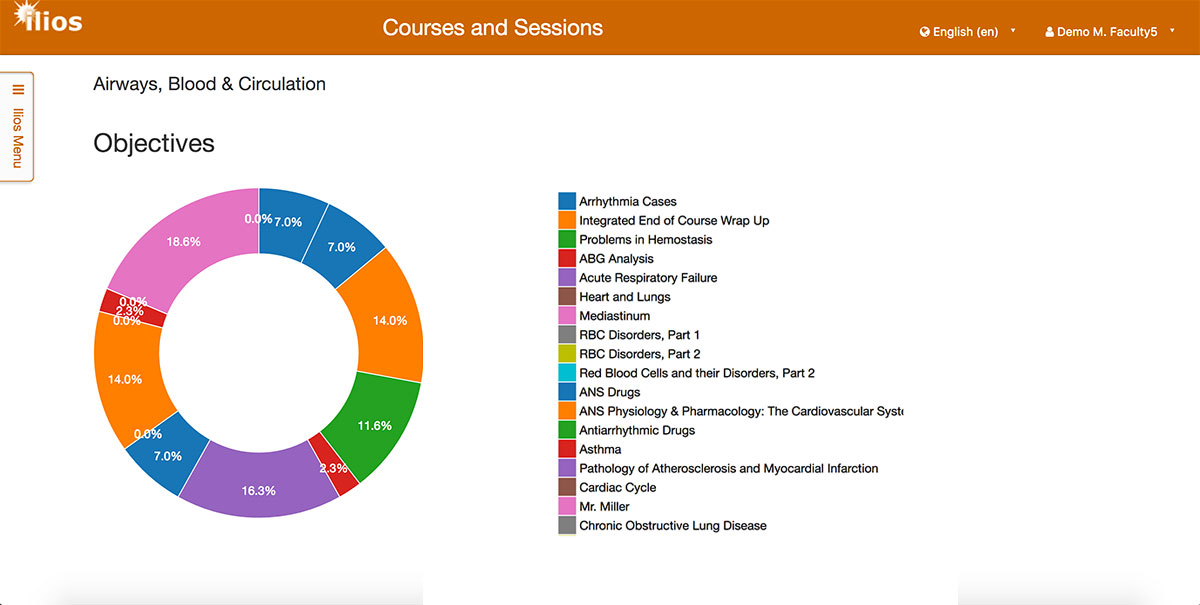 ilios
Courses and Sessions
English (en)
Demo M. Faculty5
Ilios Menu
Airways, Blood & Circulation
Objectives
0.0%
7.0%
7.0%
14.0%
11.6%
2.3%
16.3%
7.0%
0.0%
14.0%
0.0%
2.3%
0.0%
18.6%
Arrhythmia Cases
Integrated End of Course Wrap Up
Problems in Hemostasis
ABG Analysis
Acute Respiratory Failure
Heart and Lungs
Mediastinum
RBC Disorders, Part 1
RBC Disorders, Part 2
Red Blood Cells and their Disorders, Part 2
ANS Drugs
ANS Physiology & Pharmacology: The Cardiovascular Syste
Antiarrhythmic Drugs
Asthma
Pathology of Atherosclerosis and Myocardial Infarction
Cardiac Cycle
Mr. Miller
Chronic Obstructive Lung Disease